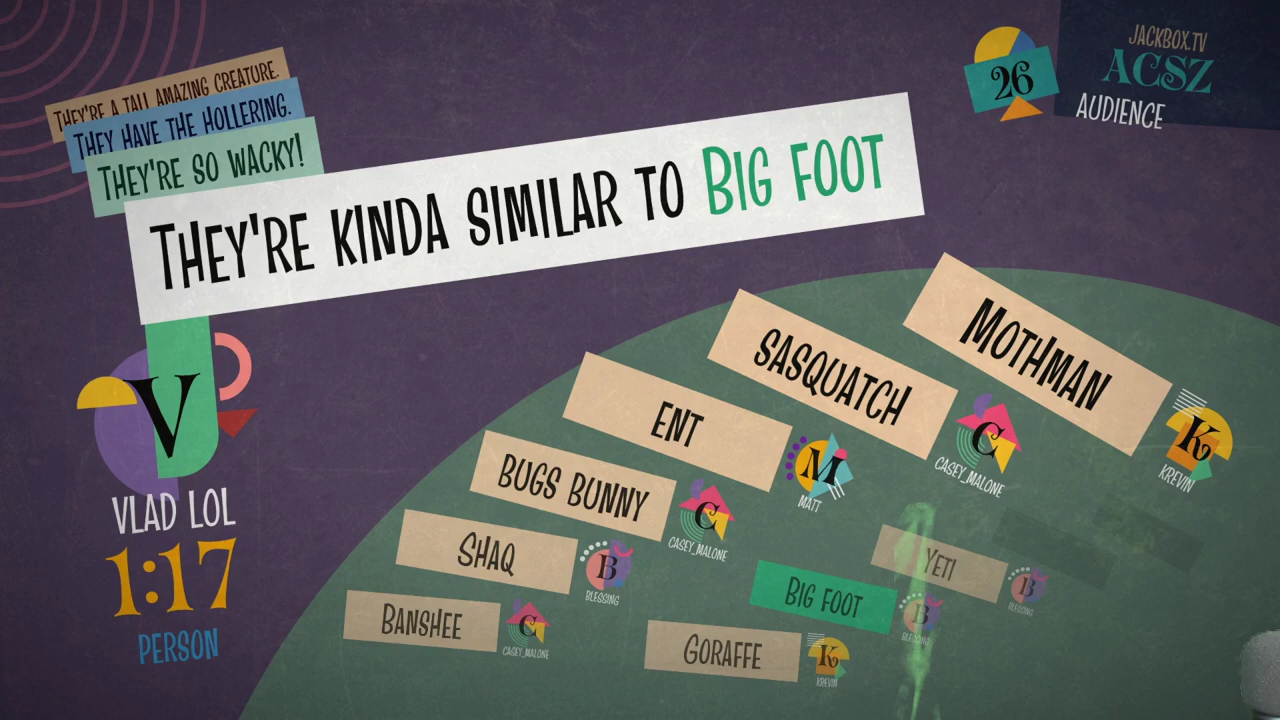 THEY'RE A TALL AMAZING CREATURE.
THEY HAVE THE HOLLERING.
THEY'RE SO WACKY!
THEY'RE KINDA SIMILAR TO BIG FOOT
26
JACKBOX.TV
ACSZ
AUDIENCE
V
VLAD LOL
1:17
PERSON
MOTHMAN
K
KREVIN
SASQUATCH
C
CASEY_MALONE
ENT
M
MATT
BUGS BUNNY
C
CASEY_MALONE
SHAQ
B
BLESSING
BANSHEE
C
CASEY_MALONE
YETI
B
BLESSING
BIG FOOT
B
BLESSING
GORAFFE
K
KREVIN